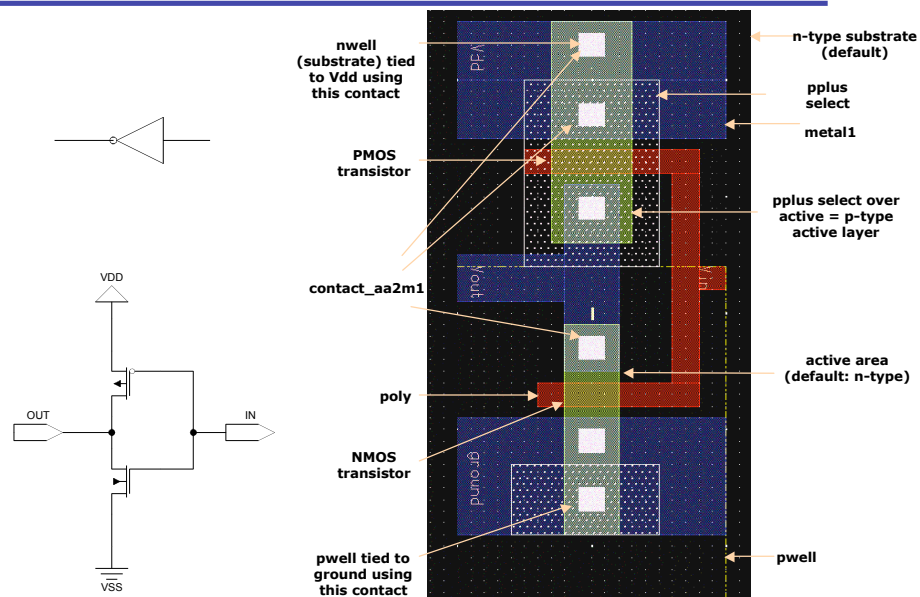 nwell
(substrate) tied
to Vdd using
this contact
n-type substrate
(default)
pplus
select
metal1
PMOS
transistor
pplus select over
active = p-type
active layer
contact_aa2m1
active area
(default: n-type)
poly
NMOS
transistor
pwell tied to
ground using
this contact
pwell
VDD
OUT
IN
VSS
Vdd
Vout
Vin
ground